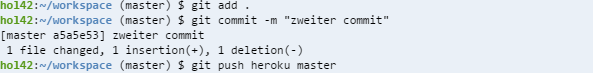 hol42:~/workspace (master) $ git add .
hol42:~/workspace (master) $ git commit -m "zweiter commit"
[master a5a5e53] zweiter commit
 1 file changed, 1 insertion(+), 1 deletion(-)
hol42:~/workspace (master) $ git push heroku master